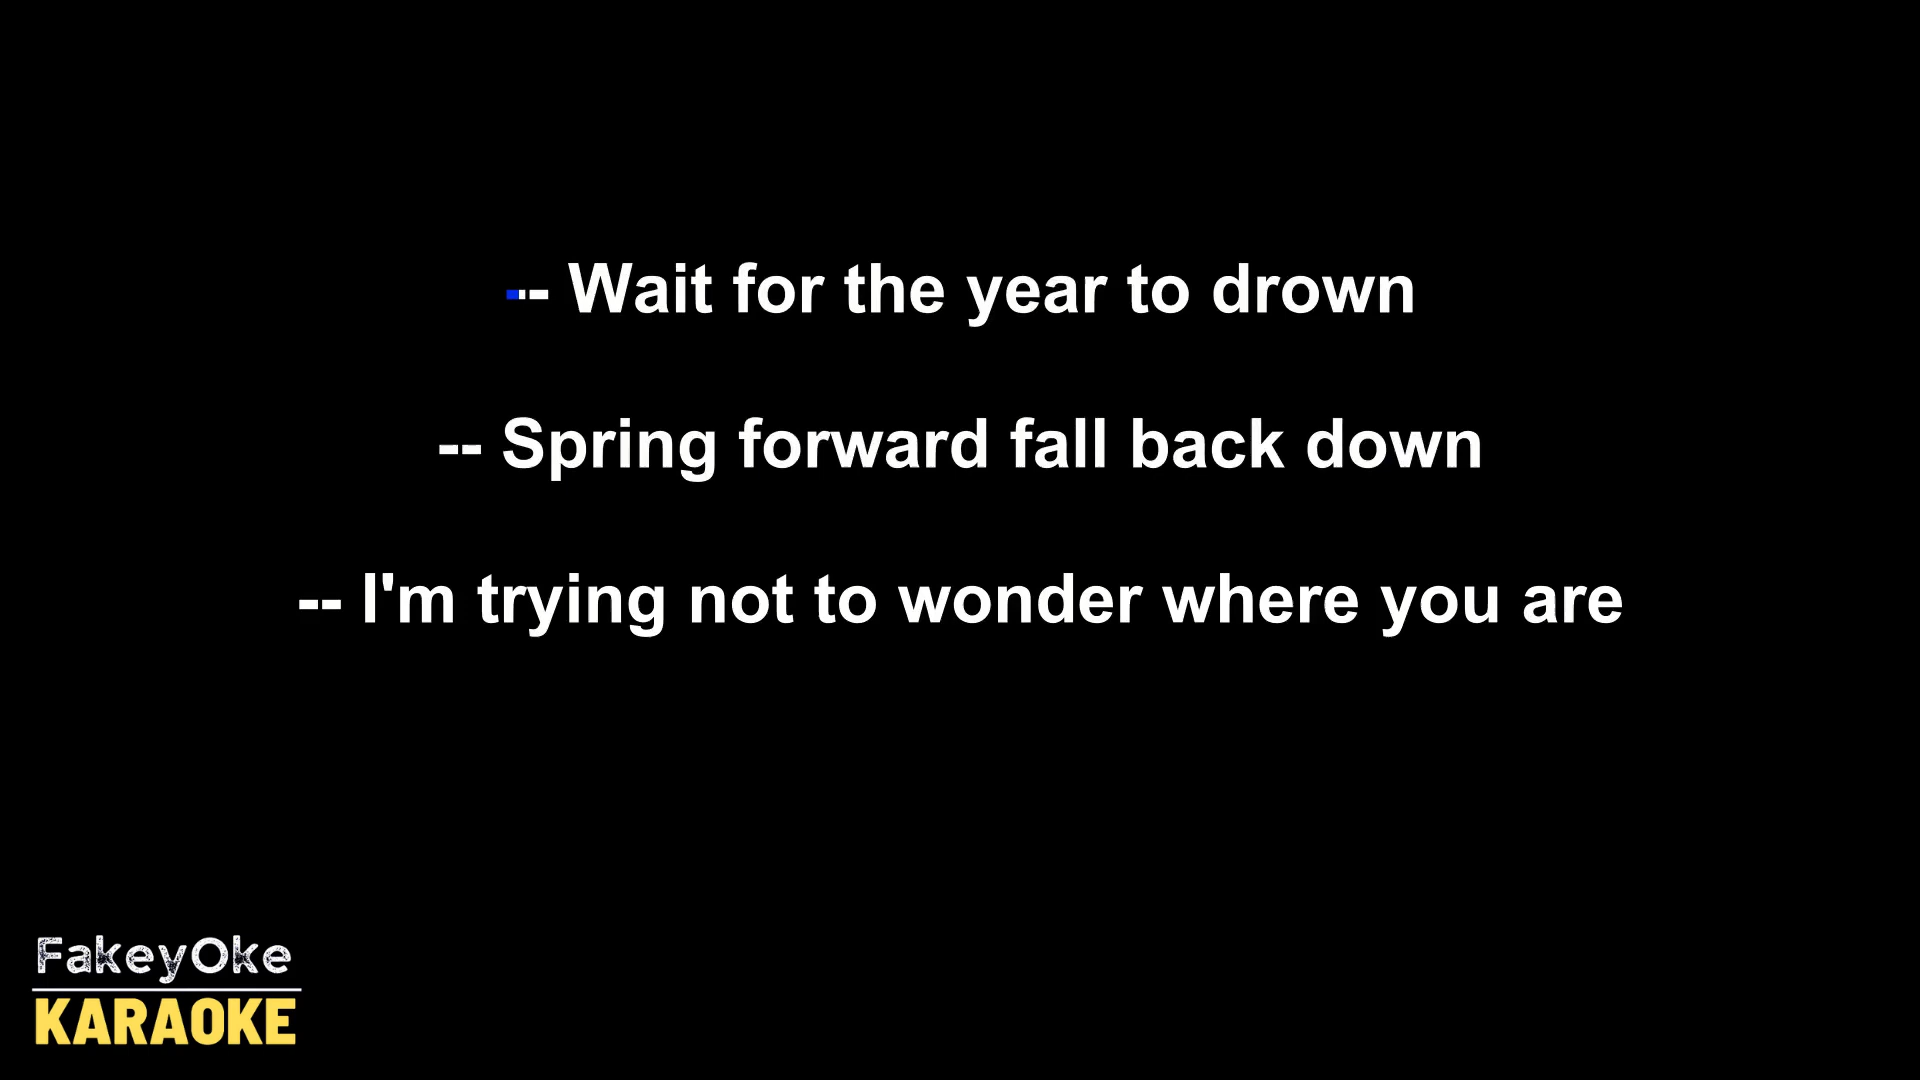 -- Wait for the year to drown
-- Spring forward fall back down
-- I'm trying not to wonder where you are
FakeyOke
KARAOKE